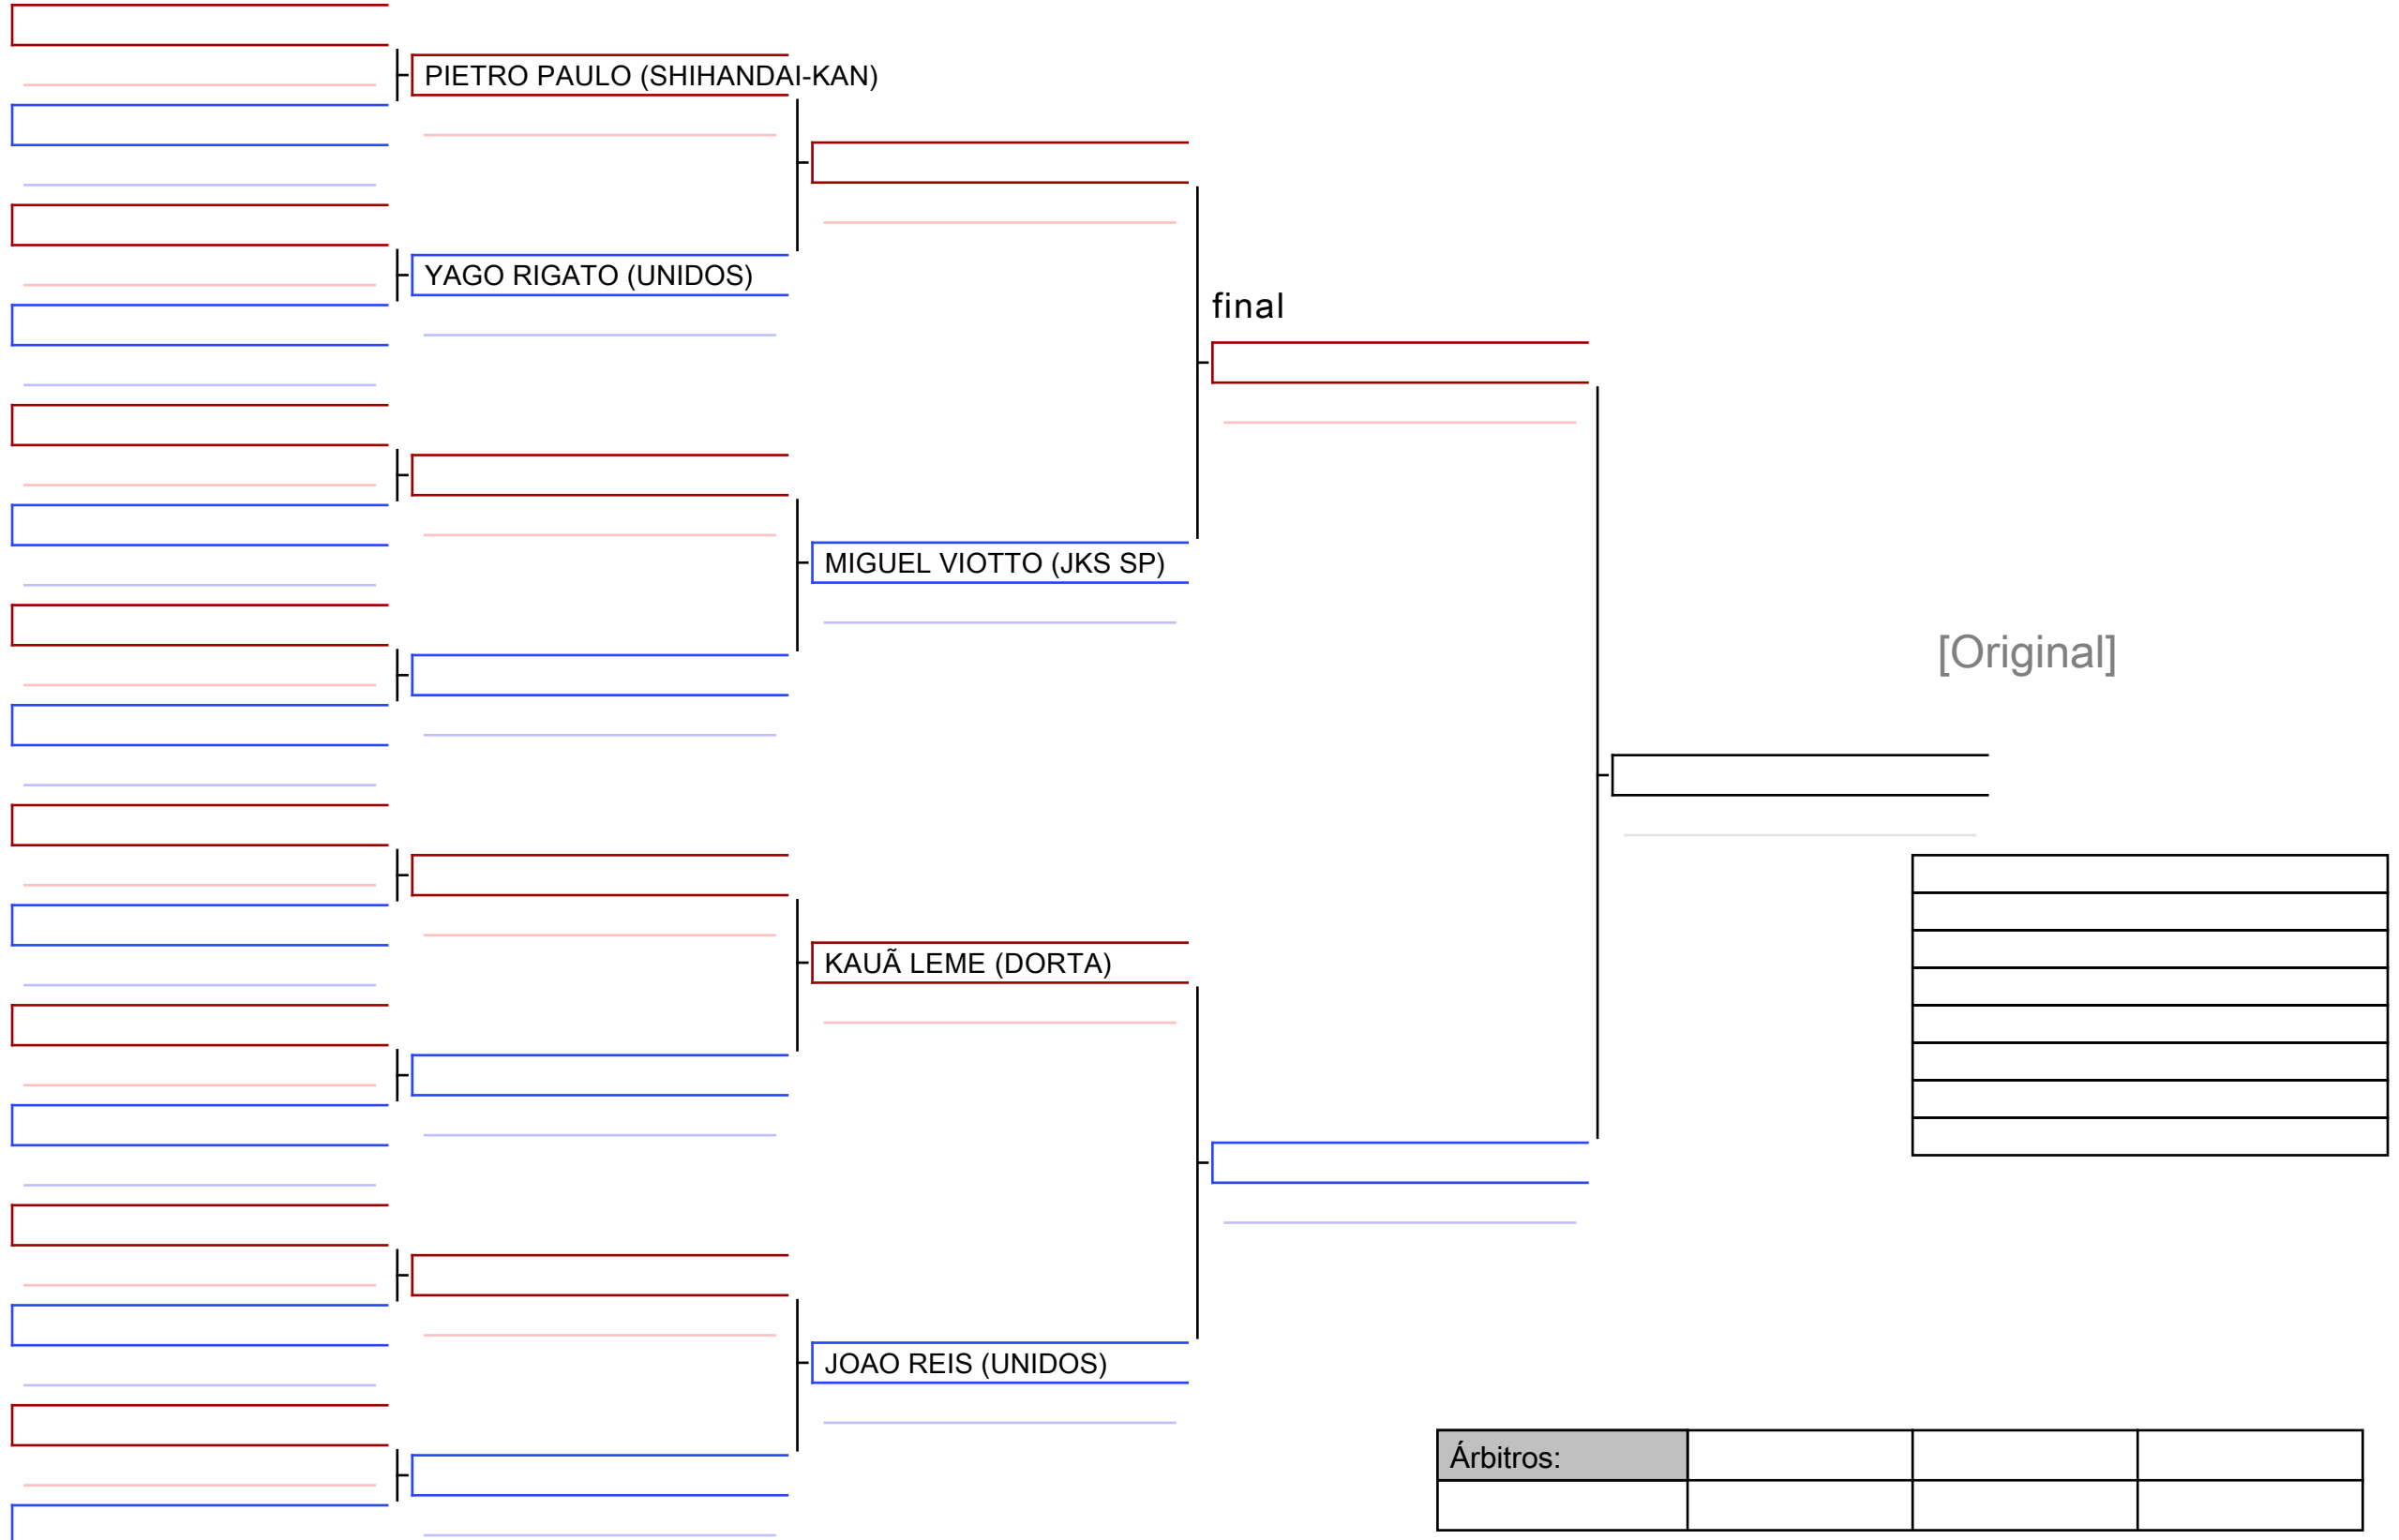 PIETRO PAULO (SHIHANDAI-KAN)
YAGO RIGATO (UNIDOS)
final
MIGUEL VIOTTO (JKS SP)
[Original]
KAUÃ LEME (DORTA)
JOAO REIS (UNIDOS)
Árbitros: